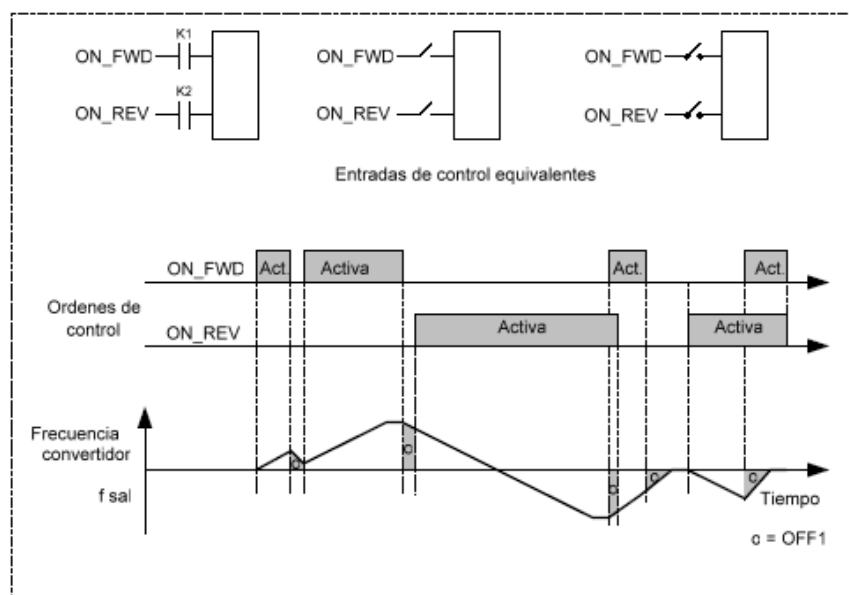 K1
ON_FWD
K2
ON_REV
ON_FWD
ON_REV
ON_FWD
ON_REV
Entradas de control equivalentes
ON_FWD
Act.
Activa
Act.
Act.
Ordenes de
control
ON_REV
Activa
Activa
Frecuencia
convertidor
f sal
c
c
c
c
c
Tiempo
c = OFF1